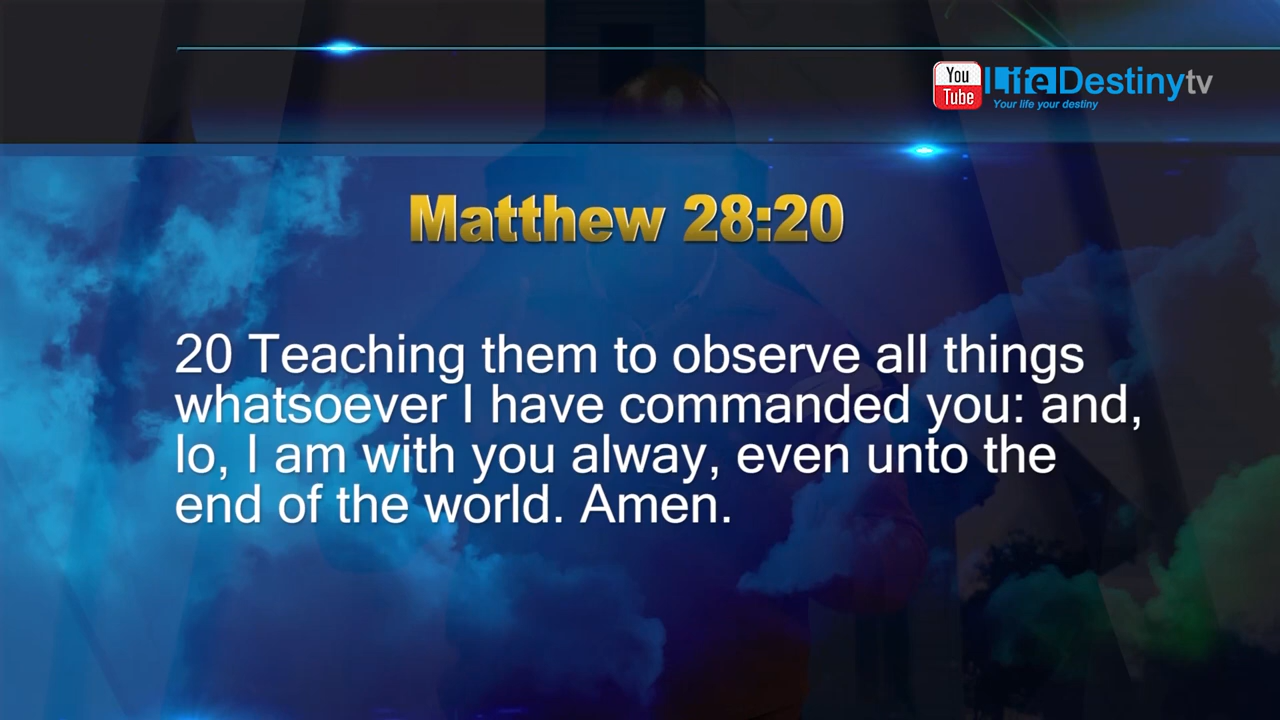 You
Tube
LifeDestinytv
Your life your destiny
Matthew 28:20
20 Teaching them to observe all things
whatsoever I have commanded you: and,
lo, I am with you alway, even unto the
end of the world. Amen.